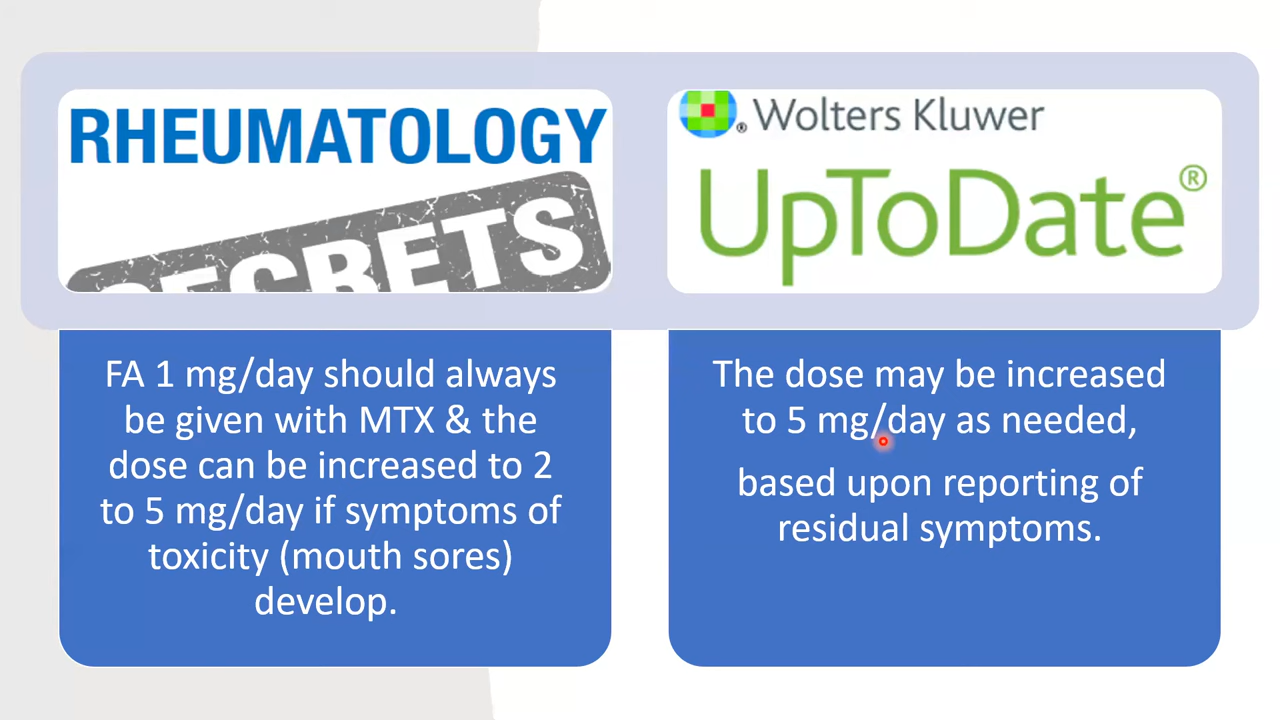 RHEUMATOLOGY
SECRETS
® Wolters Kluwer
UpToDate®
FA 1 mg/day should always
be given with MTX & the
dose can be increased to 2
to 5 mg/day if symptoms of
toxicity (mouth sores)
develop.
The dose may be increased
to 5 mg/day as needed,
based upon reporting of
residual symptoms.